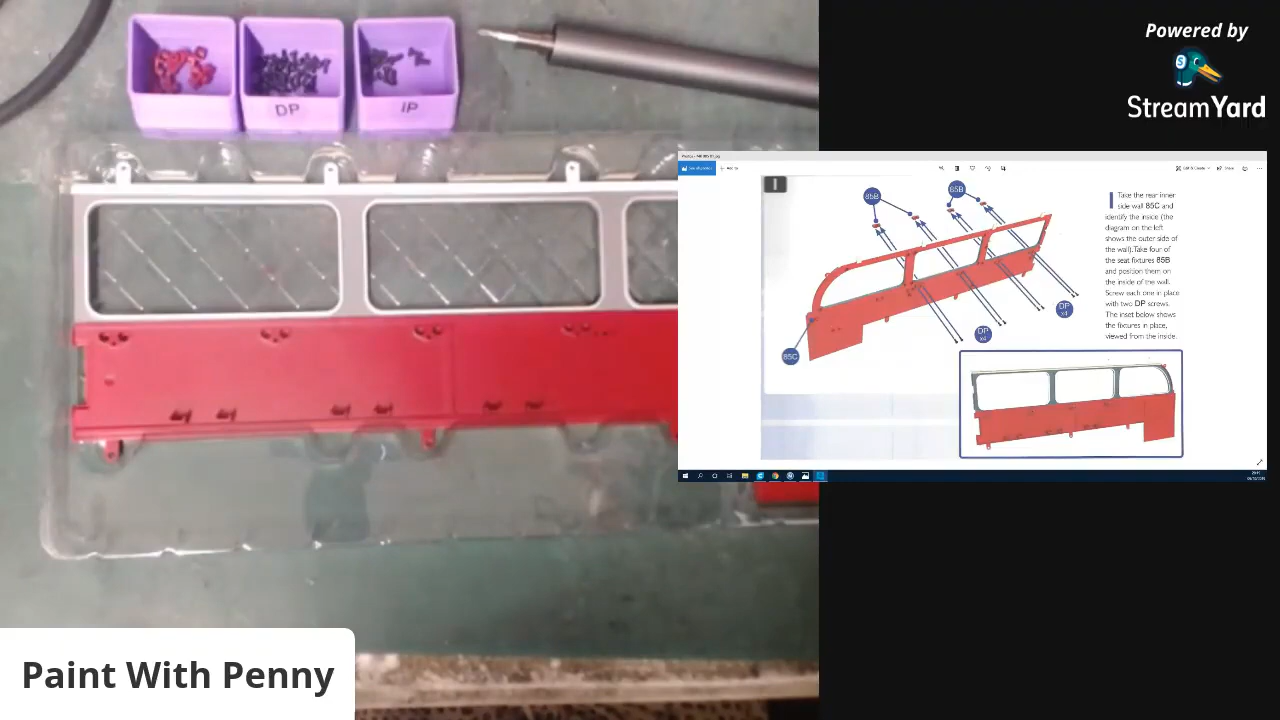 Powered by
StreamYard
DP
IP
85B
85B
Take the rear inner
side wall 85C and
identify the inside (the
diagram on the left
shows the outer side of
the wall). Take four of
the seat fixtures 85B
and position them on
the inside of the wall.
Screw each one in place
with two DP screws.
The inset below shows
the fixtures in place,
viewed from the inside.
DP
x4
DP
x4
85C
Paint With Penny